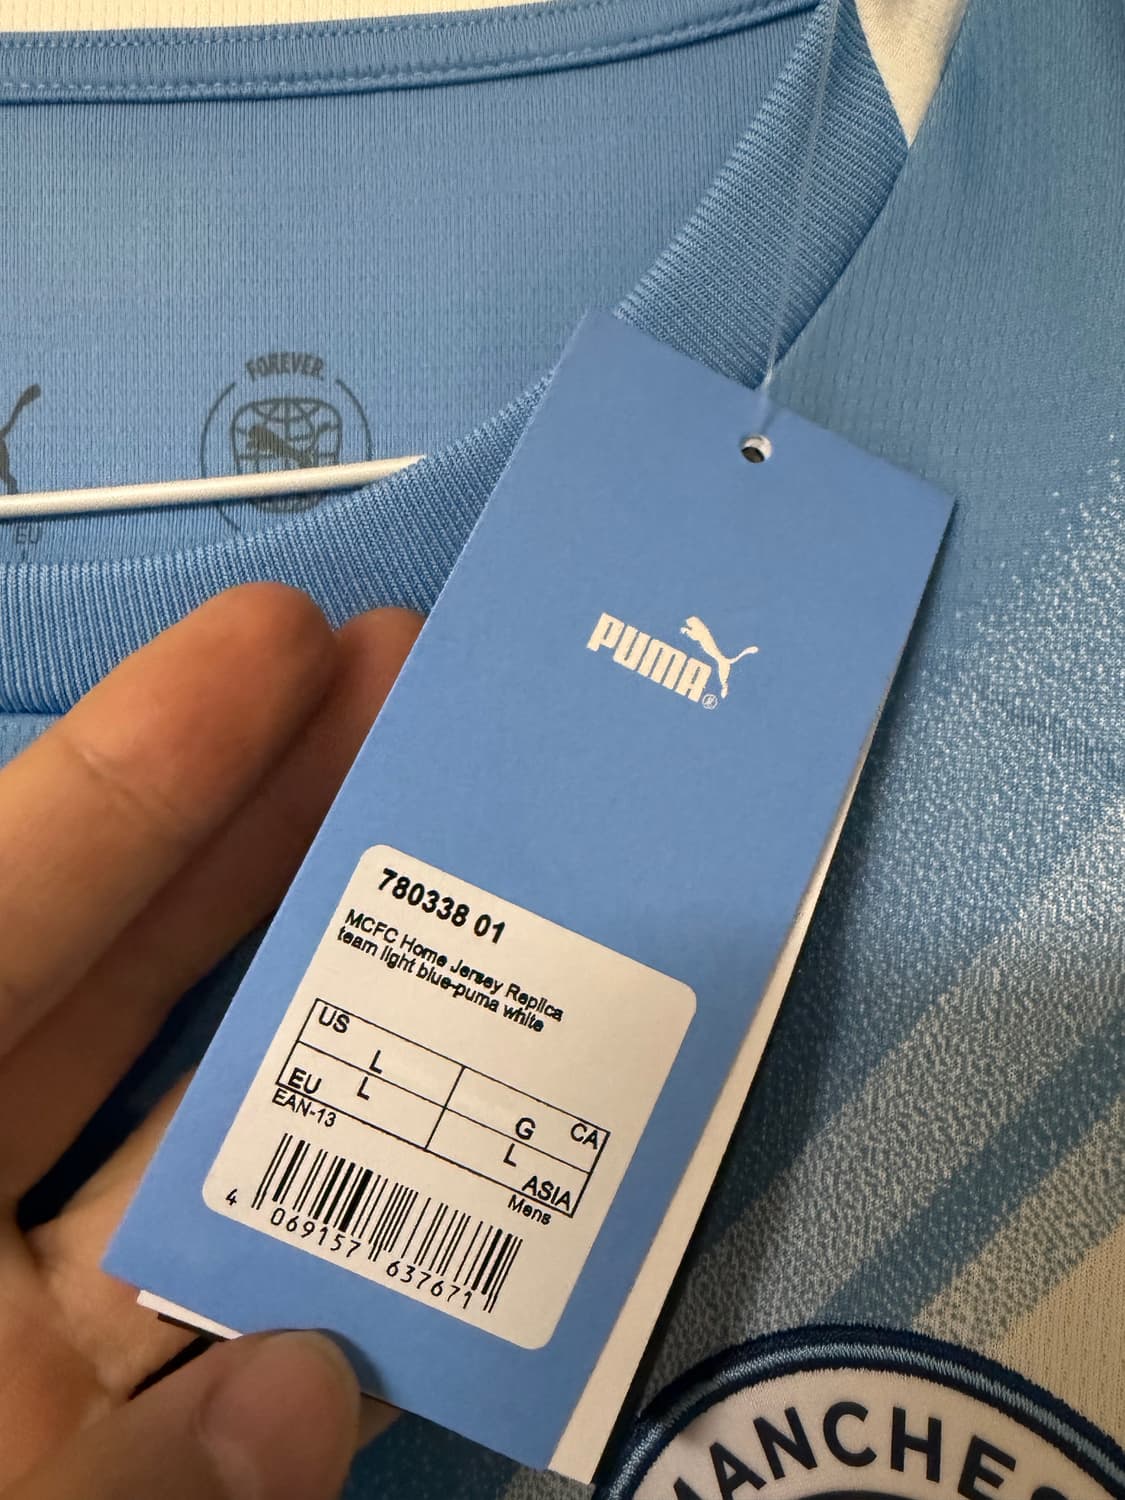 FOREVER.
EU
PUMA
780338 01
MCFC Home Jersey Replica
team light blue-puma white
US L G CA
EU L L ASIA
EAN-13 Mens
4 069157 637671
MANCHES